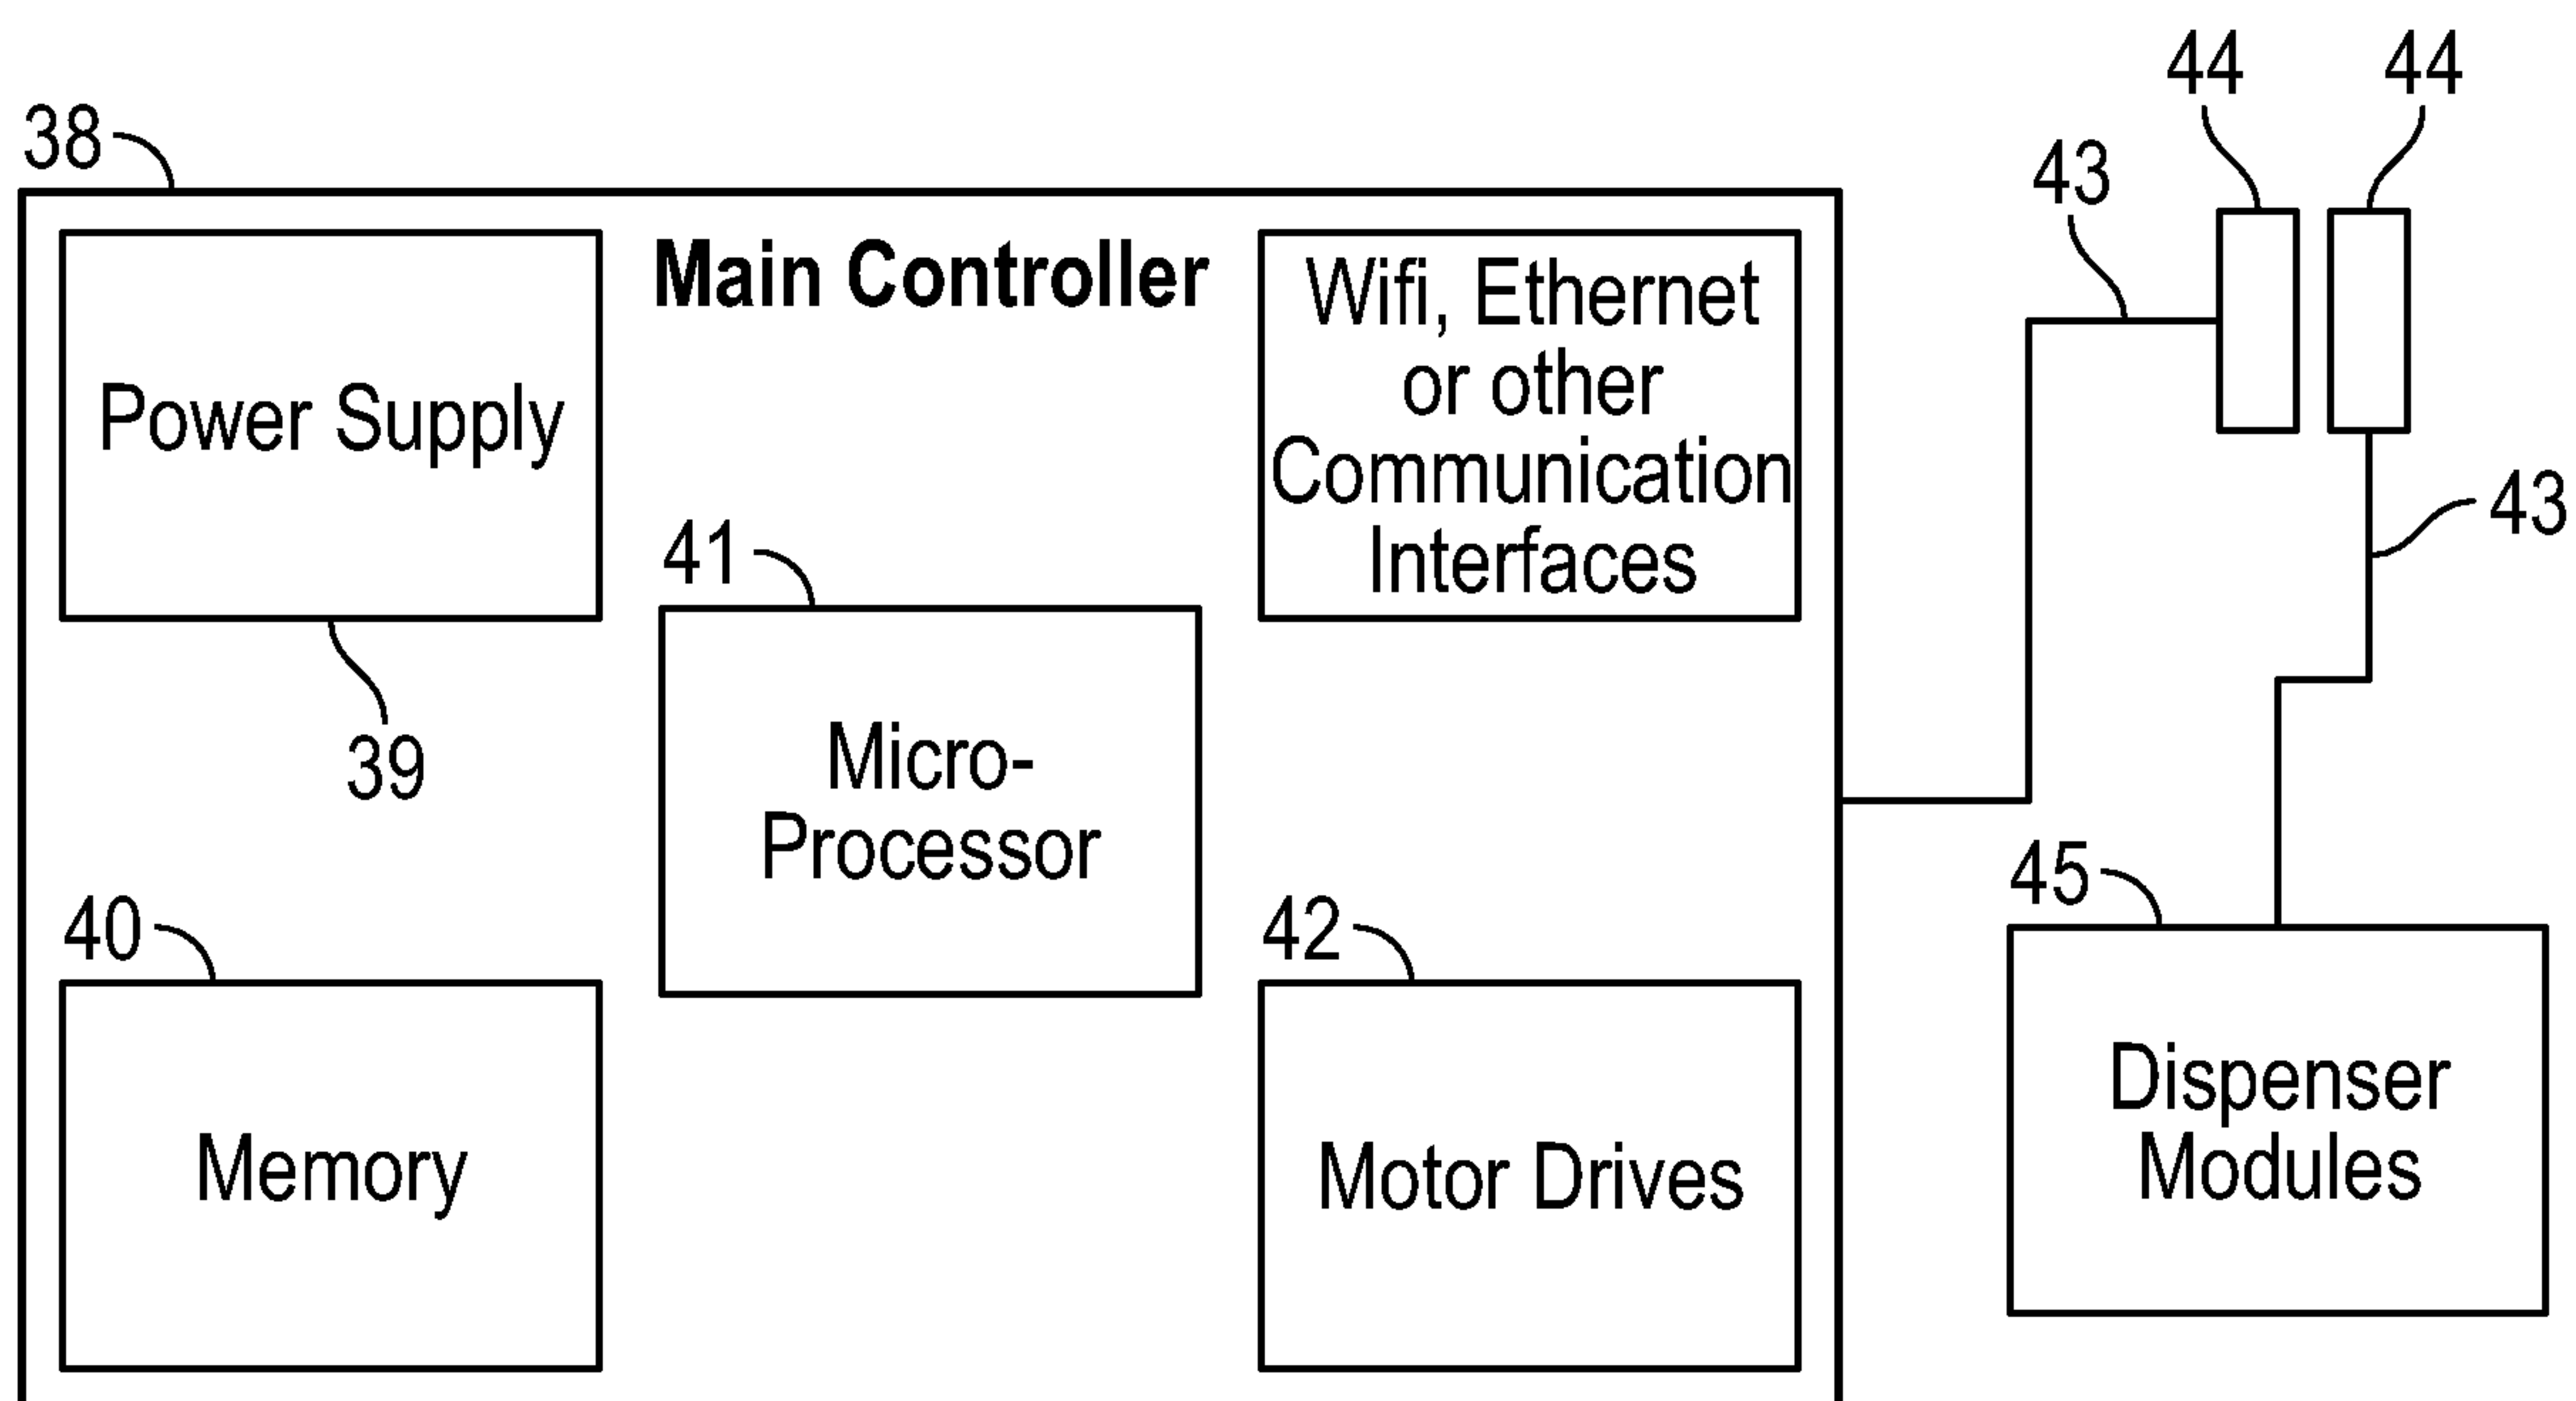 44 44
38
43
Main Controller
Power Supply
Wifi, Ethernet
or other
Communication
Interfaces
43
41
39
Micro-
Processor
45
40
42
Memory
Motor Drives
Dispenser
Modules